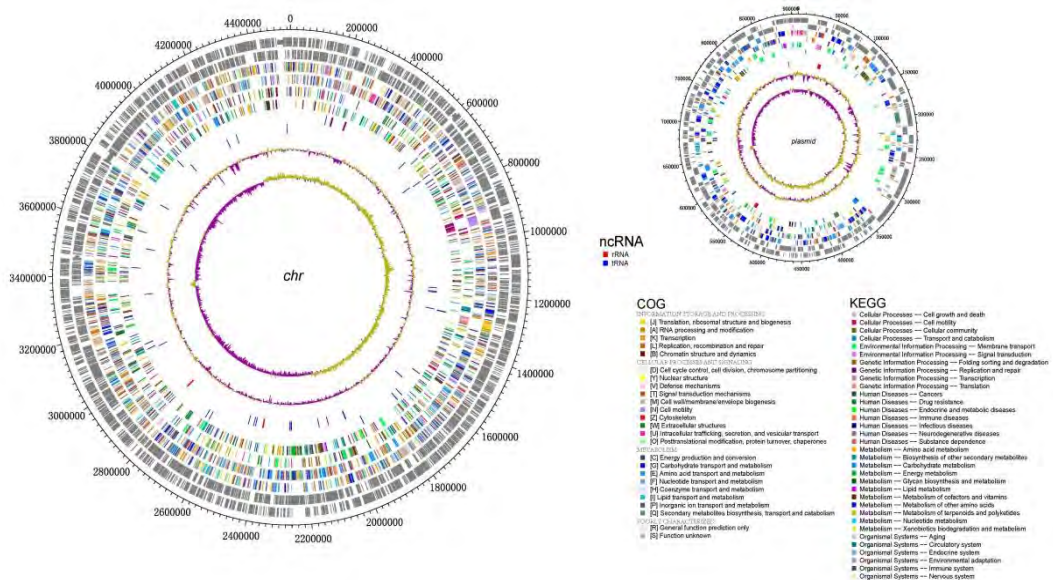 0
200000
400000
600000
800000
1000000
1200000
1400000
1600000
1800000
2000000
2200000
2400000
2600000
2800000
3000000
3200000
3400000
3600000
3800000
4000000
4200000
4400000
chr
plasmid
ncRNA
rRNA
tRNA
COG
INFORMATION STORAGE AND PROCESSING
[J] Translation, ribosomal structure and biogenesis
[A] RNA processing and modification
[K] Transcription
[L] Replication, recombination and repair
[B] Chromatin structure and dynamics
CELLULAR PROCESSES AND SIGNALING
[D] Cell cycle control, cell division, chromosome partitioning
[Y] Nuclear structure
[V] Defense mechanisms
[T] Signal transduction mechanisms
[M] Cell wall/membrane/envelope biogenesis
[N] Cell motility
[Z] Cytoskeleton
[W] Extracellular structures
[U] Intracellular trafficking, secretion, and vesicular transport
[O] Posttranslational modification, protein turnover, chaperones
METABOLISM
[C] Energy production and conversion
[G] Carbohydrate transport and metabolism
[E] Amino acid transport and metabolism
[F] Nucleotide transport and metabolism
[H] Coenzyme transport and metabolism
[I] Lipid transport and metabolism
[P] Inorganic ion transport and metabolism
[Q] Secondary metabolites biosynthesis, transport and catabolism
POORLY CHARACTERIZED
[R] General function prediction only
[S] Function unknown
KEGG
Cellular Processes --- Cell growth and death
Cellular Processes --- Cell motility
Cellular Processes --- Cellular community
Cellular Processes --- Transport and catabolism
Environmental Information Processing --- Membrane transport
Environmental Information Processing --- Signal transduction
Genetic Information Processing --- Folding sorting and degradation
Genetic Information Processing --- Replication and repair
Genetic Information Processing --- Transcription
Genetic Information Processing --- Translation
Human Diseases --- Cancers
Human Diseases --- Drug resistance
Human Diseases --- Endocrine and metabolic diseases
Human Diseases --- Immune diseases
Human Diseases --- Infectious diseases
Human Diseases --- Neurodegenerative diseases
Human Diseases --- Substance dependence
Metabolism --- Amino acid metabolism
Metabolism --- Biosynthesis of other secondary metabolites
Metabolism --- Carbohydrate metabolism
Metabolism --- Energy metabolism
Metabolism --- Glycan biosynthesis and metabolism
Metabolism --- Lipid metabolism
Metabolism --- Metabolism of cofactors and vitamins
Metabolism --- Metabolism of other amino acids
Metabolism --- Metabolism of terpenoids and polyketides
Metabolism --- Nucleotide metabolism
Metabolism --- Xenobiotics biodegradation and metabolism
Organismal Systems --- Aging
Organismal Systems --- Circulatory system
Organismal Systems --- Endocrine system
Organismal Systems --- Environmental adaptation
Organismal Systems --- Immune system
Organismal Systems --- Nervous system